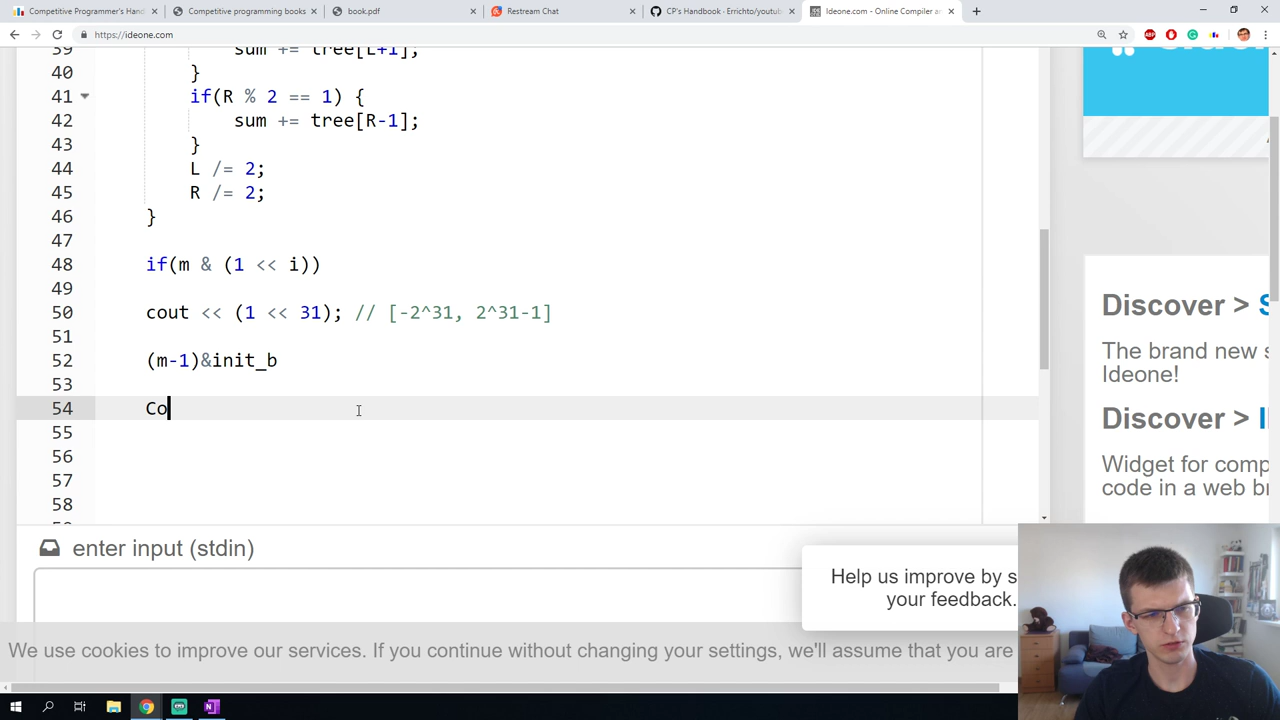 Competitive Programmer's Handl
Competitive programming books
book.pdf
Restream Chat
CP's Handbook · Errichto/youtub
Ideone.com - Online Compiler a
https://ideone.com
39 sum += tree[L+1];
40 }
41 if(R % 2 == 1) {
42 sum += tree[R-1];
43 }
44 L /= 2;
45 R /= 2;
46 }
47
48 if(m & (1 << i))
49
50 cout << (1 << 31); // [-2^31, 2^31-1]
51
52 (m-1)&init_b
53
54 Co
55
56
57
58
Discover > S
The brand new s
Ideone!
Discover > I
Widget for comp
code in a web br
enter input (stdin)
Help us improve by s
your feedback.
We use cookies to improve our services. If you continue without changing your settings, we'll assume that you are